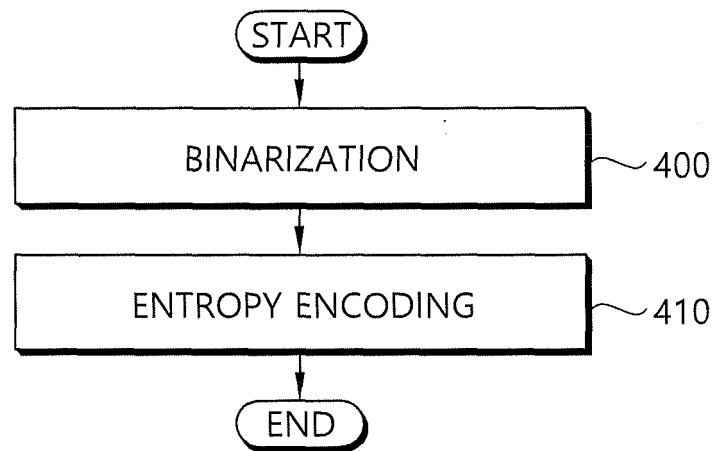 START
BINARIZATION
400
ENTROPY ENCODING
410
END